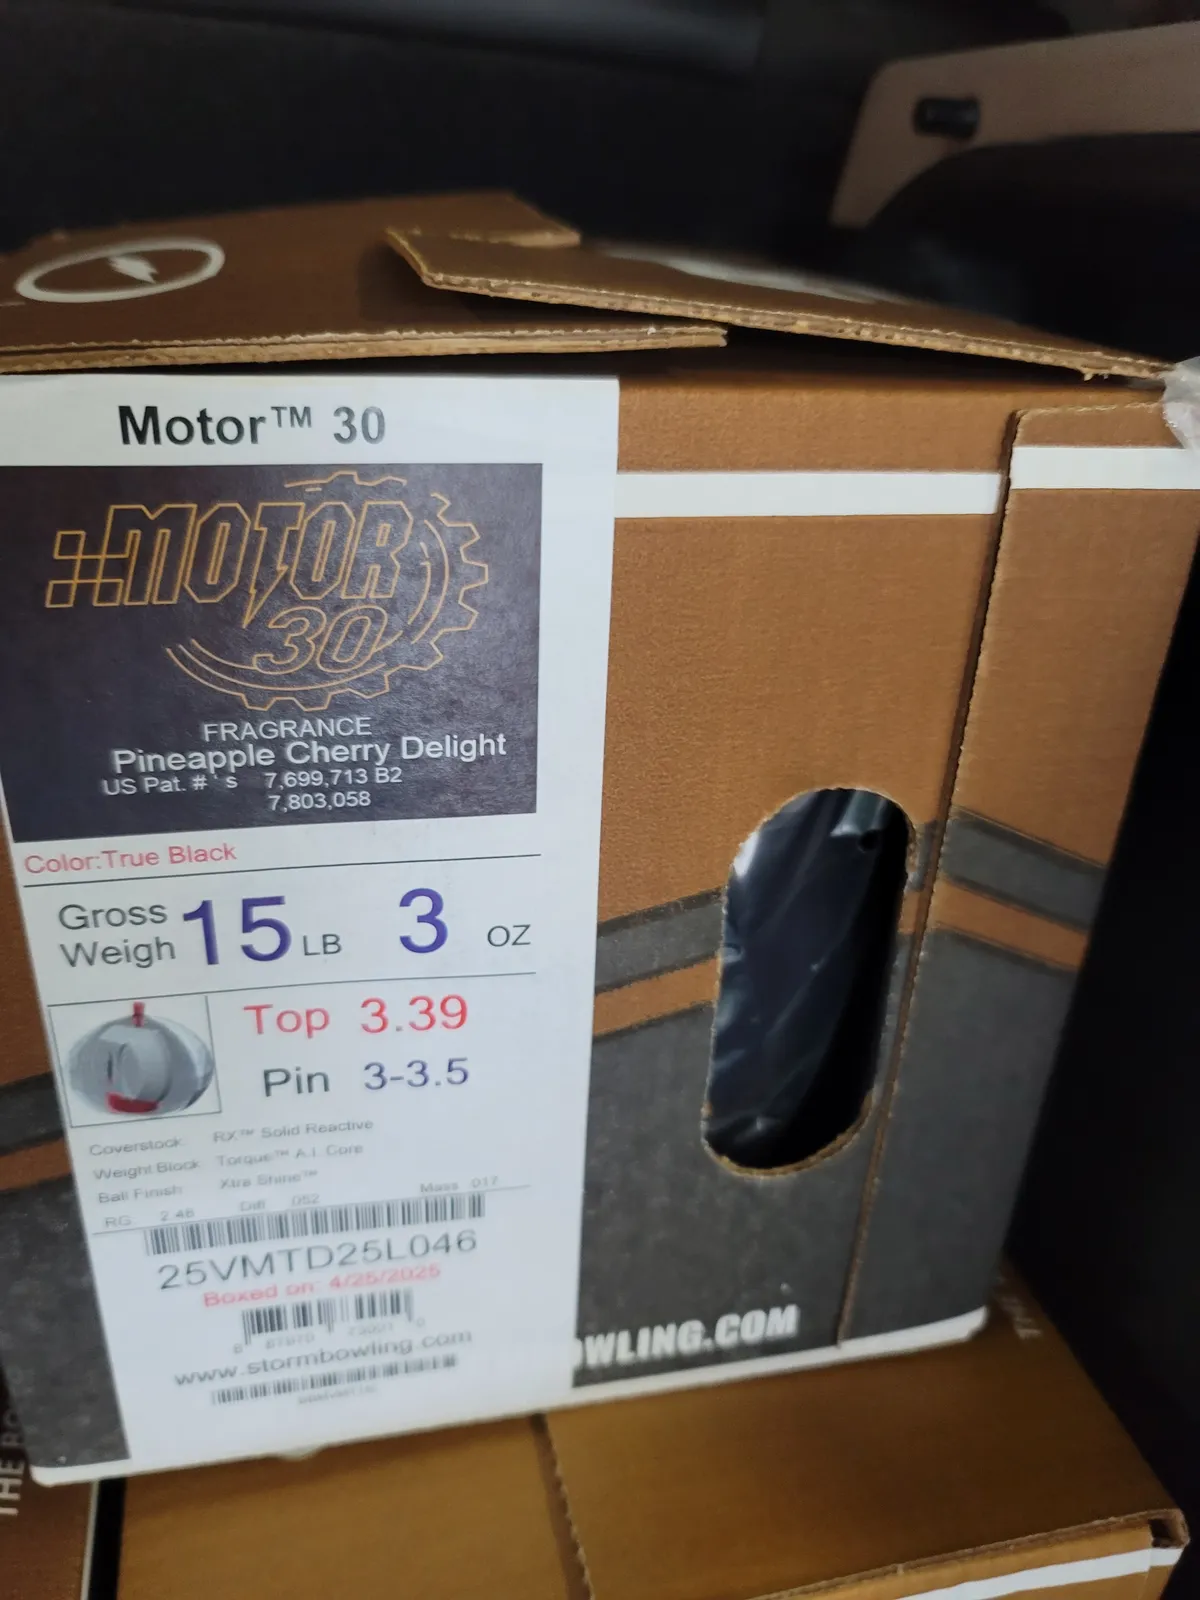 Motor™ 30
MOTOR
30
FRAGRANCE
Pineapple Cherry Delight
US Pat. # ' s 7,699,713 B2
7,803,058
Color:True Black
Gross
Weigh 15 LB 3 OZ
Top 3.39
Pin 3-3.5
Coverstock: RX™ Solid Reactive
Weight Block: Torque™ A.I. Core
Ball Finish: Xtra Shine™
RG: 2.46 Diff .052 Mass .017
25VMTD25L046
Boxed on: 4/25/2025
www.stormbowling.com
OWLING.COM
THE